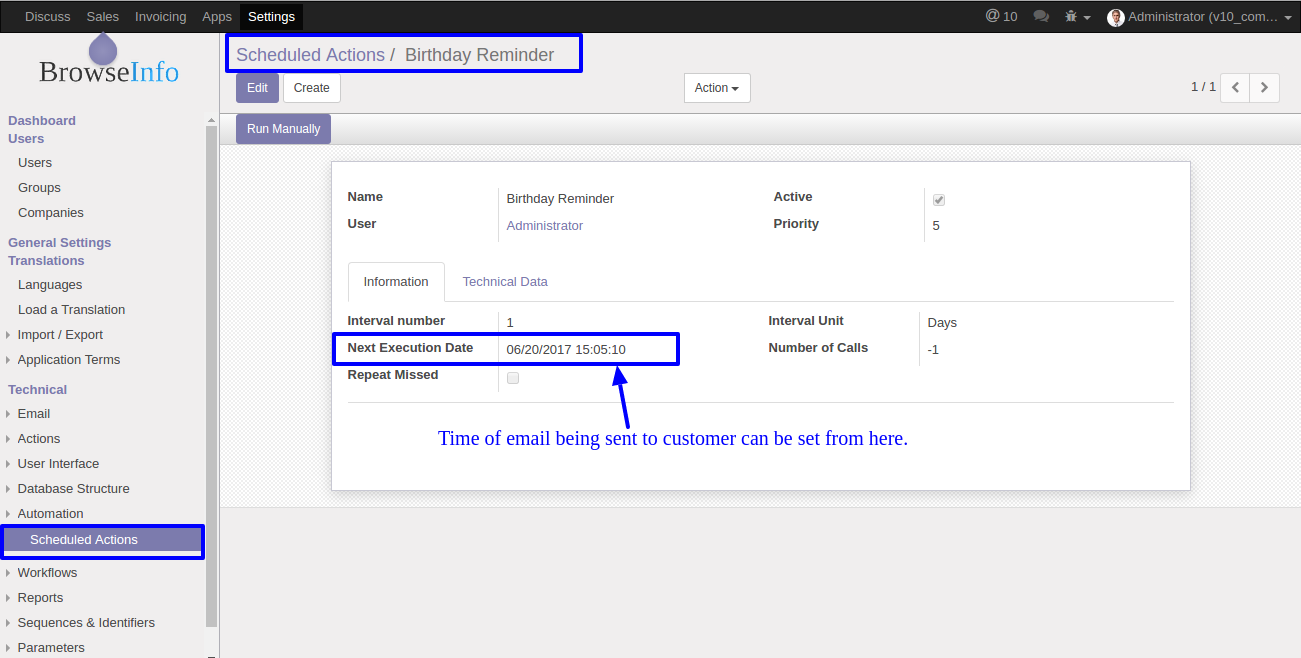 Discuss Sales Invoicing Apps Settings @ 10 Administrator (v10_com...
BrowseInfo
Scheduled Actions / Birthday Reminder
Edit Create Action 1 / 1
Run Manually
Dashboard
Users
Users
Groups
Companies
General Settings
Translations
Languages
Load a Translation
Import / Export
Application Terms
Technical
Email
Actions
User Interface
Database Structure
Automation
Scheduled Actions
Workflows
Reports
Sequences & Identifiers
Parameters
Name Birthday Reminder Active
User Administrator Priority 5
Information Technical Data
Interval number 1 Interval Unit Days
Next Execution Date 06/20/2017 15:05:10 Number of Calls -1
Repeat Missed
Time of email being sent to customer can be set from here.